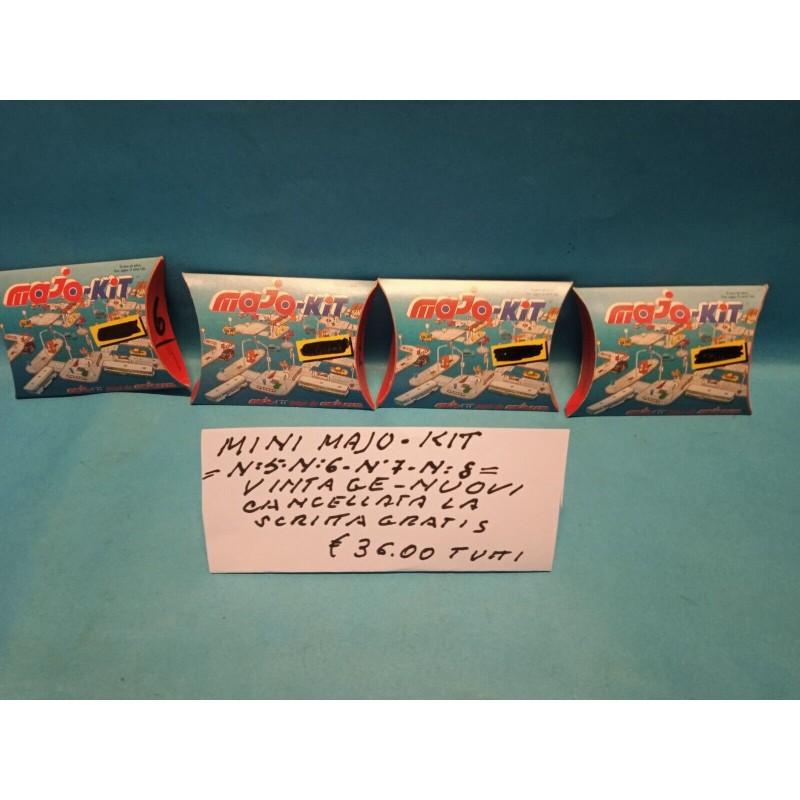 MAJO-KiT
6
MAJO-KiT
MAJO-KiT
MAJO-KiT
MINI MAJO-KIT
=N:5-N:6-N:7-N:8=
VINTAGE-NUOVI
CANCELLATA LA
SCRITTA GRATIS
€ 36.00 TUTTI